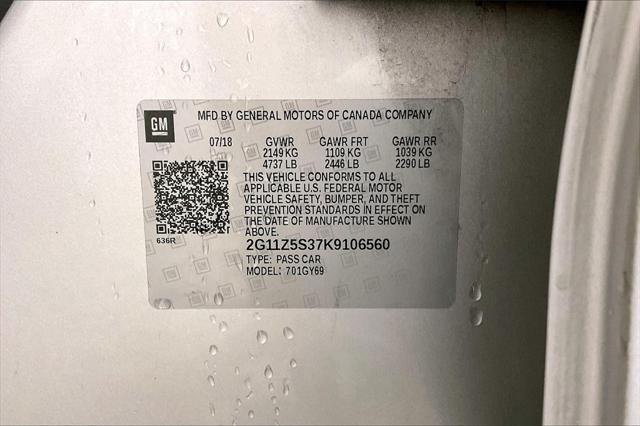 GM
MFD BY GENERAL MOTORS OF CANADA COMPANY
07/18 GVWR GAWR FRT GAWR RR
2149 KG 1109 KG 1039 KG
4737 LB 2446 LB 2290 LB
THIS VEHICLE CONFORMS TO ALL
APPLICABLE U.S. FEDERAL MOTOR
VEHICLE SAFETY, BUMPER, AND THEFT
PREVENTION STANDARDS IN EFFECT ON
THE DATE OF MANUFACTURE SHOWN
ABOVE.
636R
2G11Z5S37K9106560
TYPE: PASS CAR
MODEL: 701GY69